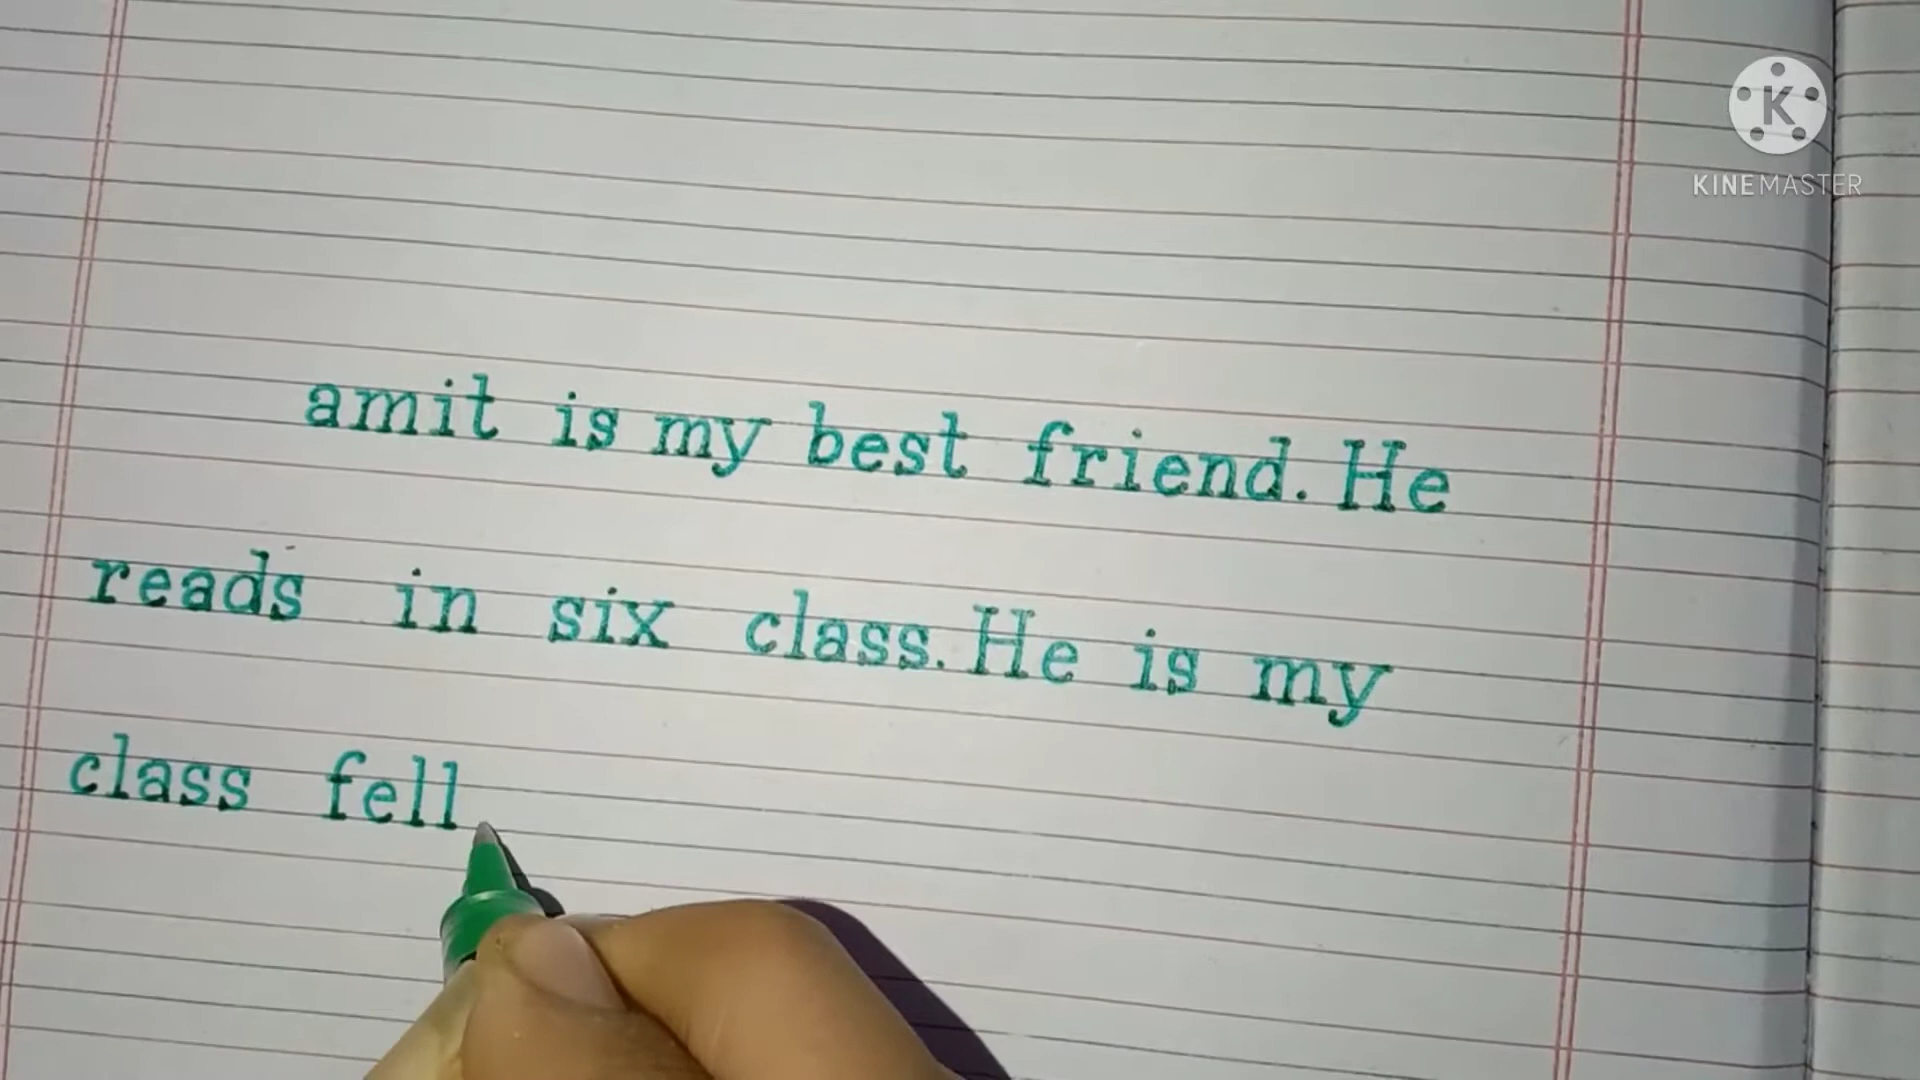 KINEMASTER
amit is my best friend. He
reads in six class. He is my
class fell